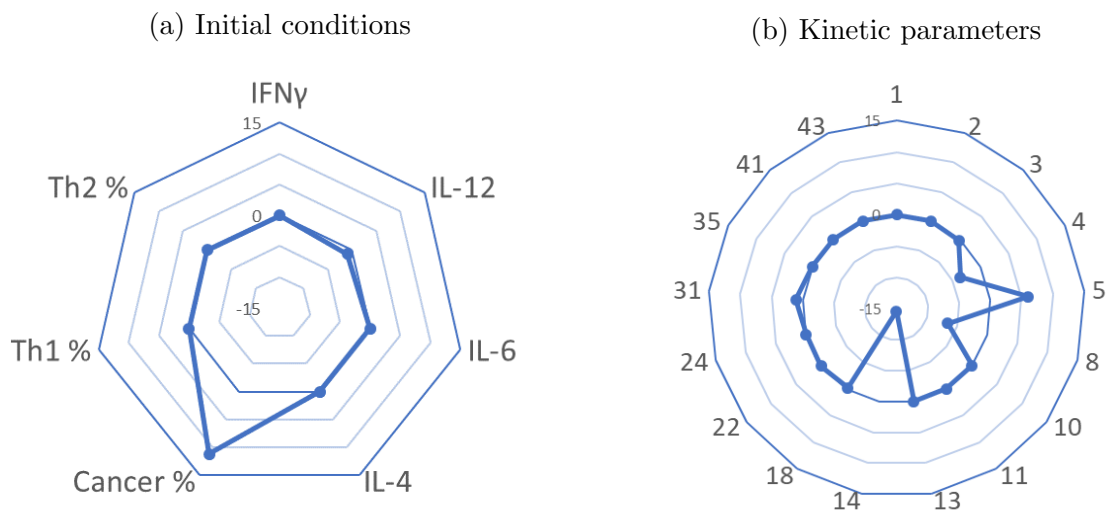 (a) Initial conditions
IFNγ
15
Th2 %
IL-12
0
-15
Th1 %
IL-6
Cancer %
IL-4
(b) Kinetic parameters
1
15
43
2
41
3
35
4
0
31
-15
5
24
8
22
10
18
11
14
13